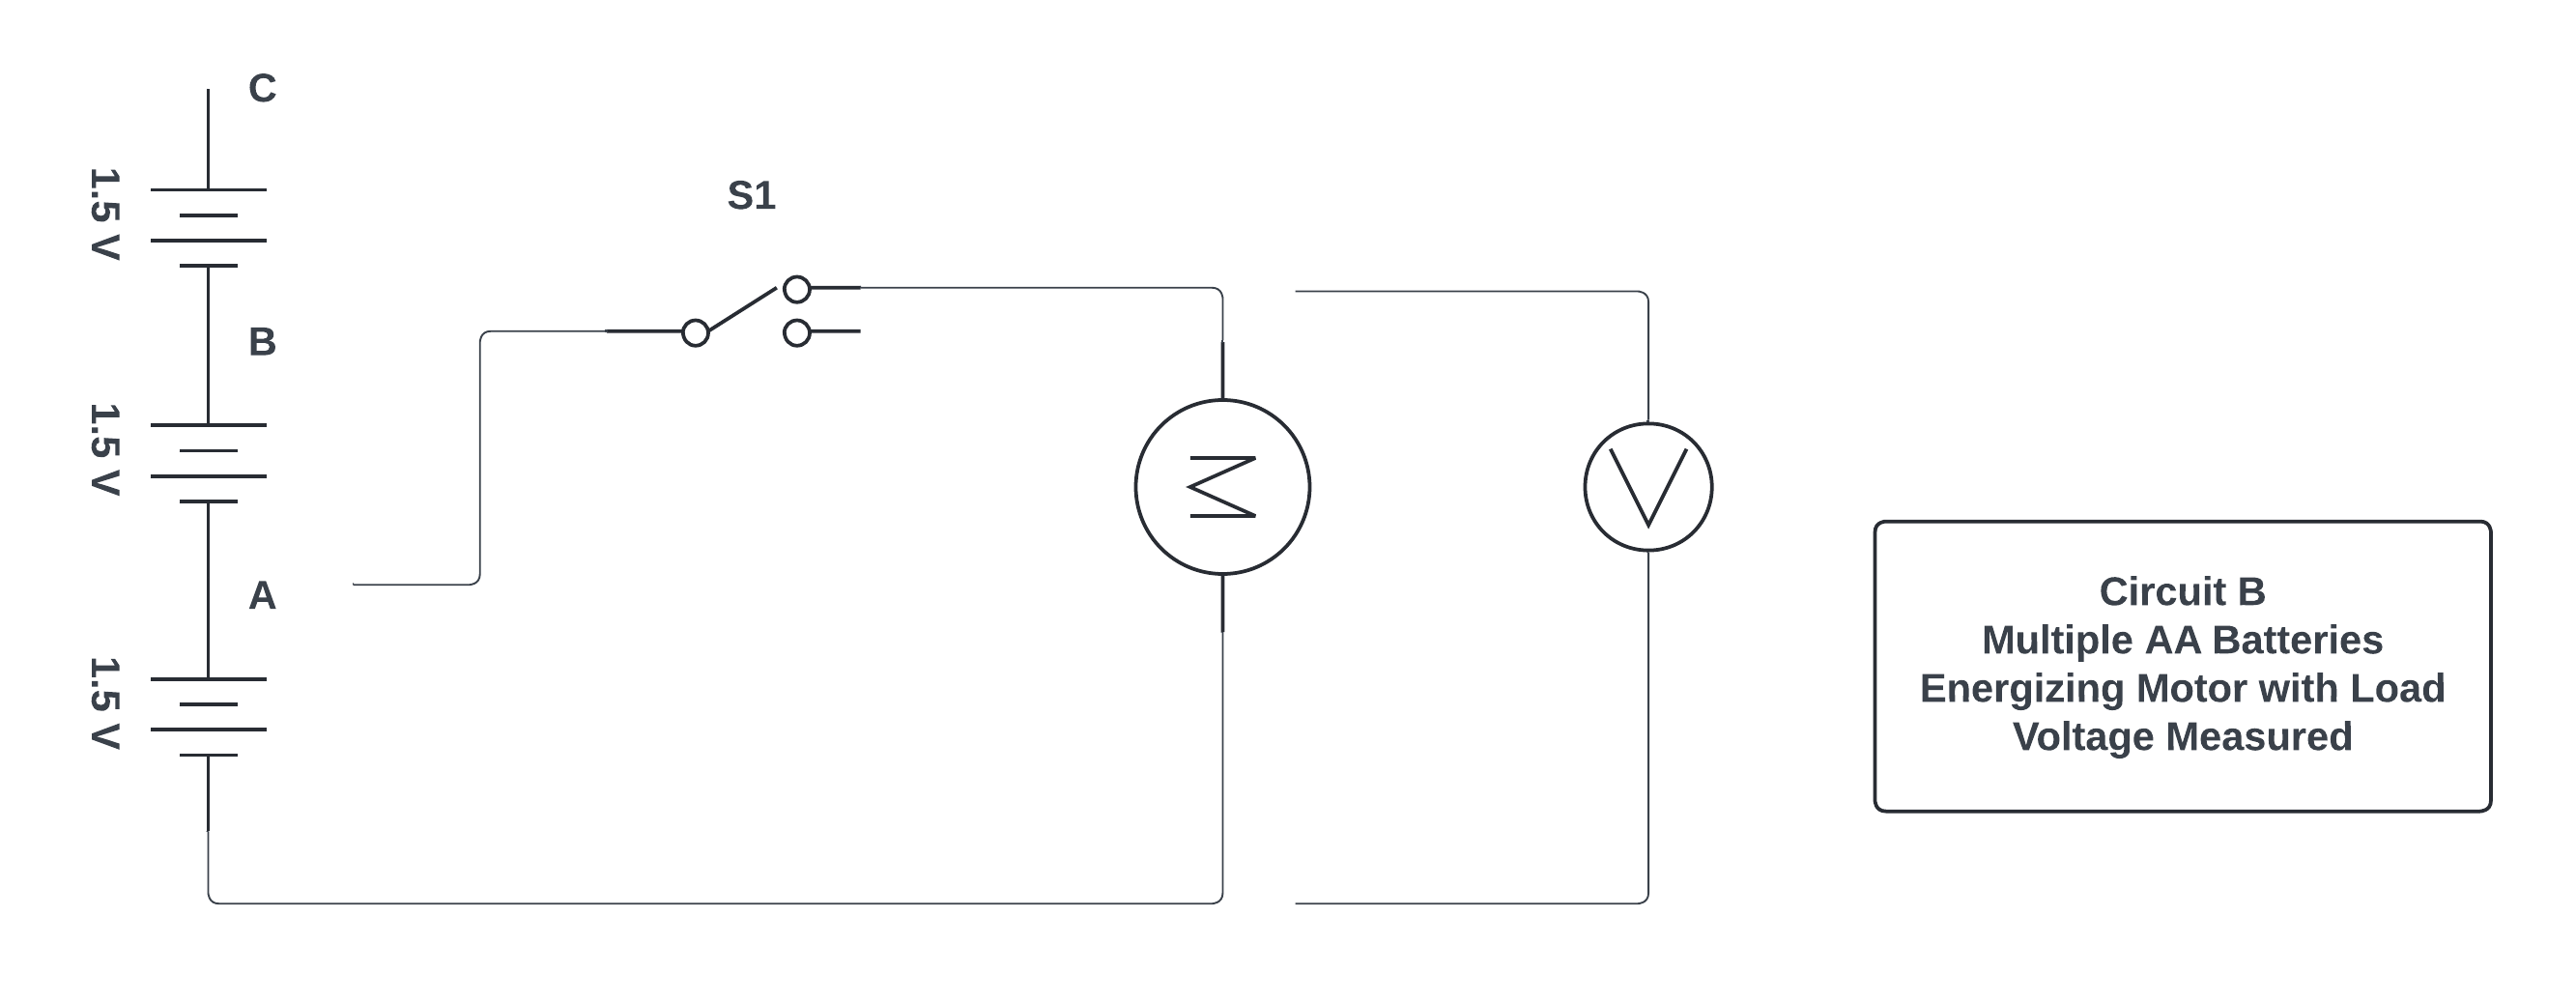 C
1.5 V
S1
B
1.5 V
M
V
A
1.5 V
Circuit B
Multiple AA Batteries
Energizing Motor with Load
Voltage Measured